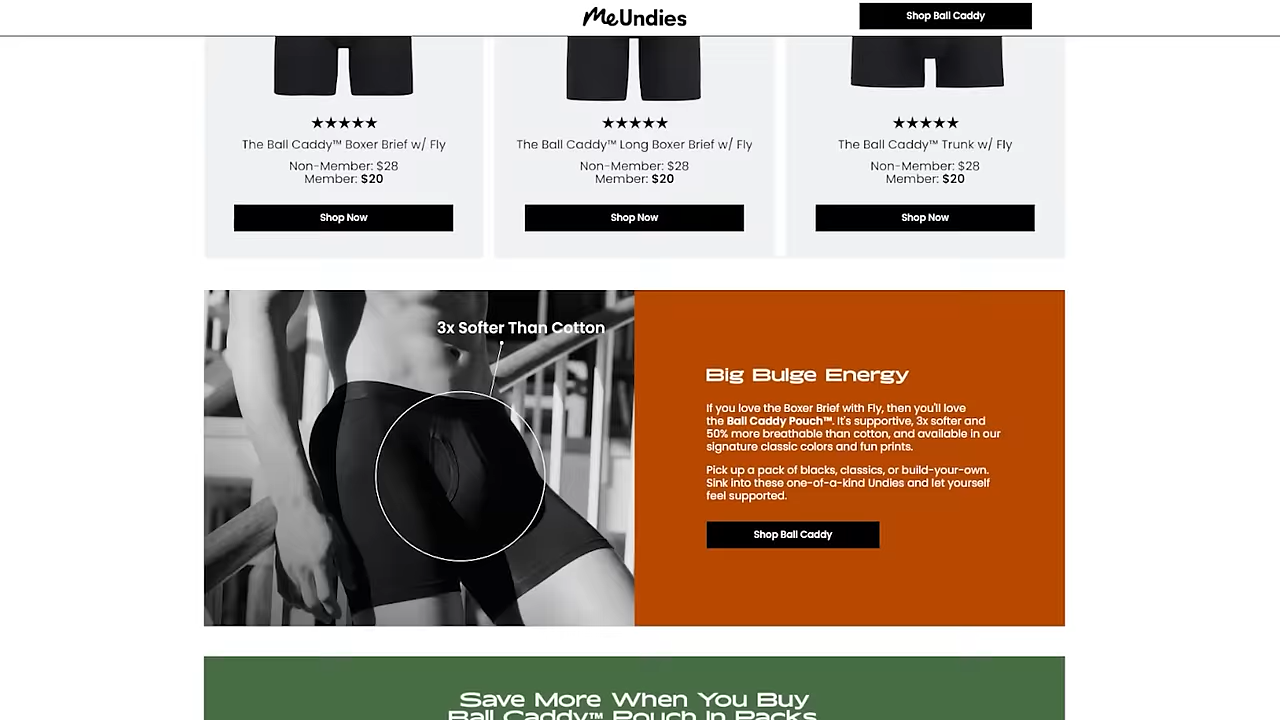 MeUndies
Shop Ball Caddy
★★★★★
The Ball Caddy™ Boxer Brief w/ Fly
Non-Member: $28
Member: $20
Shop Now
★★★★★
The Ball Caddy™ Long Boxer Brief w/ Fly
Non-Member: $28
Member: $20
Shop Now
★★★★★
The Ball Caddy™ Trunk w/ Fly
Non-Member: $28
Member: $20
Shop Now
3x Softer Than Cotton
Big Bulge Energy
If you love the Boxer Brief with Fly, then you'll love
the Ball Caddy Pouch™. It's supportive, 3x softer and
50% more breathable than cotton, and available in our
signature classic colors and fun prints.
Pick up a pack of blacks, classics, or build-your-own.
Sink into these one-of-a-kind Undies and let yourself
feel supported.
Shop Ball Caddy
Save More When You Buy
Ball Caddy™ Pouch In Packs